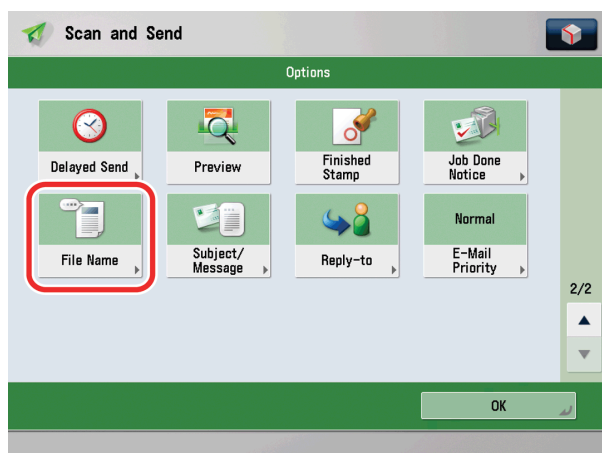 Scan and Send
Options
Delayed Send
Preview
Finished
Stamp
Job Done
Notice
File Name
Subject/
Message
Reply-to
Normal
E-Mail
Priority
2/2
OK